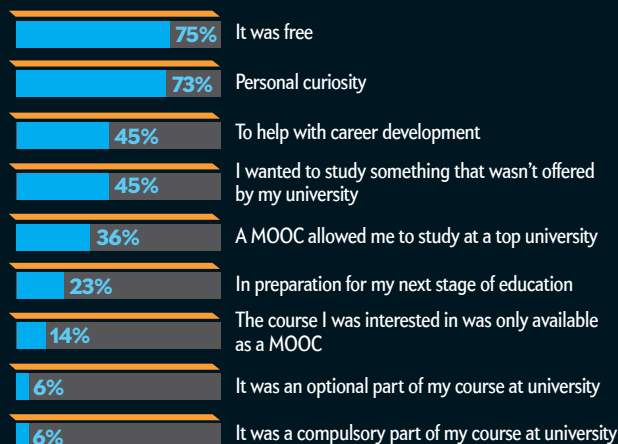 75% It was free
73% Personal curiosity
45% To help with career development
45% I wanted to study something that wasn't offered
by my university
36% A MOOC allowed me to study at a top university
23% In preparation for my next stage of education
14% The course I was interested in was only available
as a MOOC
6% It was an optional part of my course at university
6% It was a compulsory part of my course at university